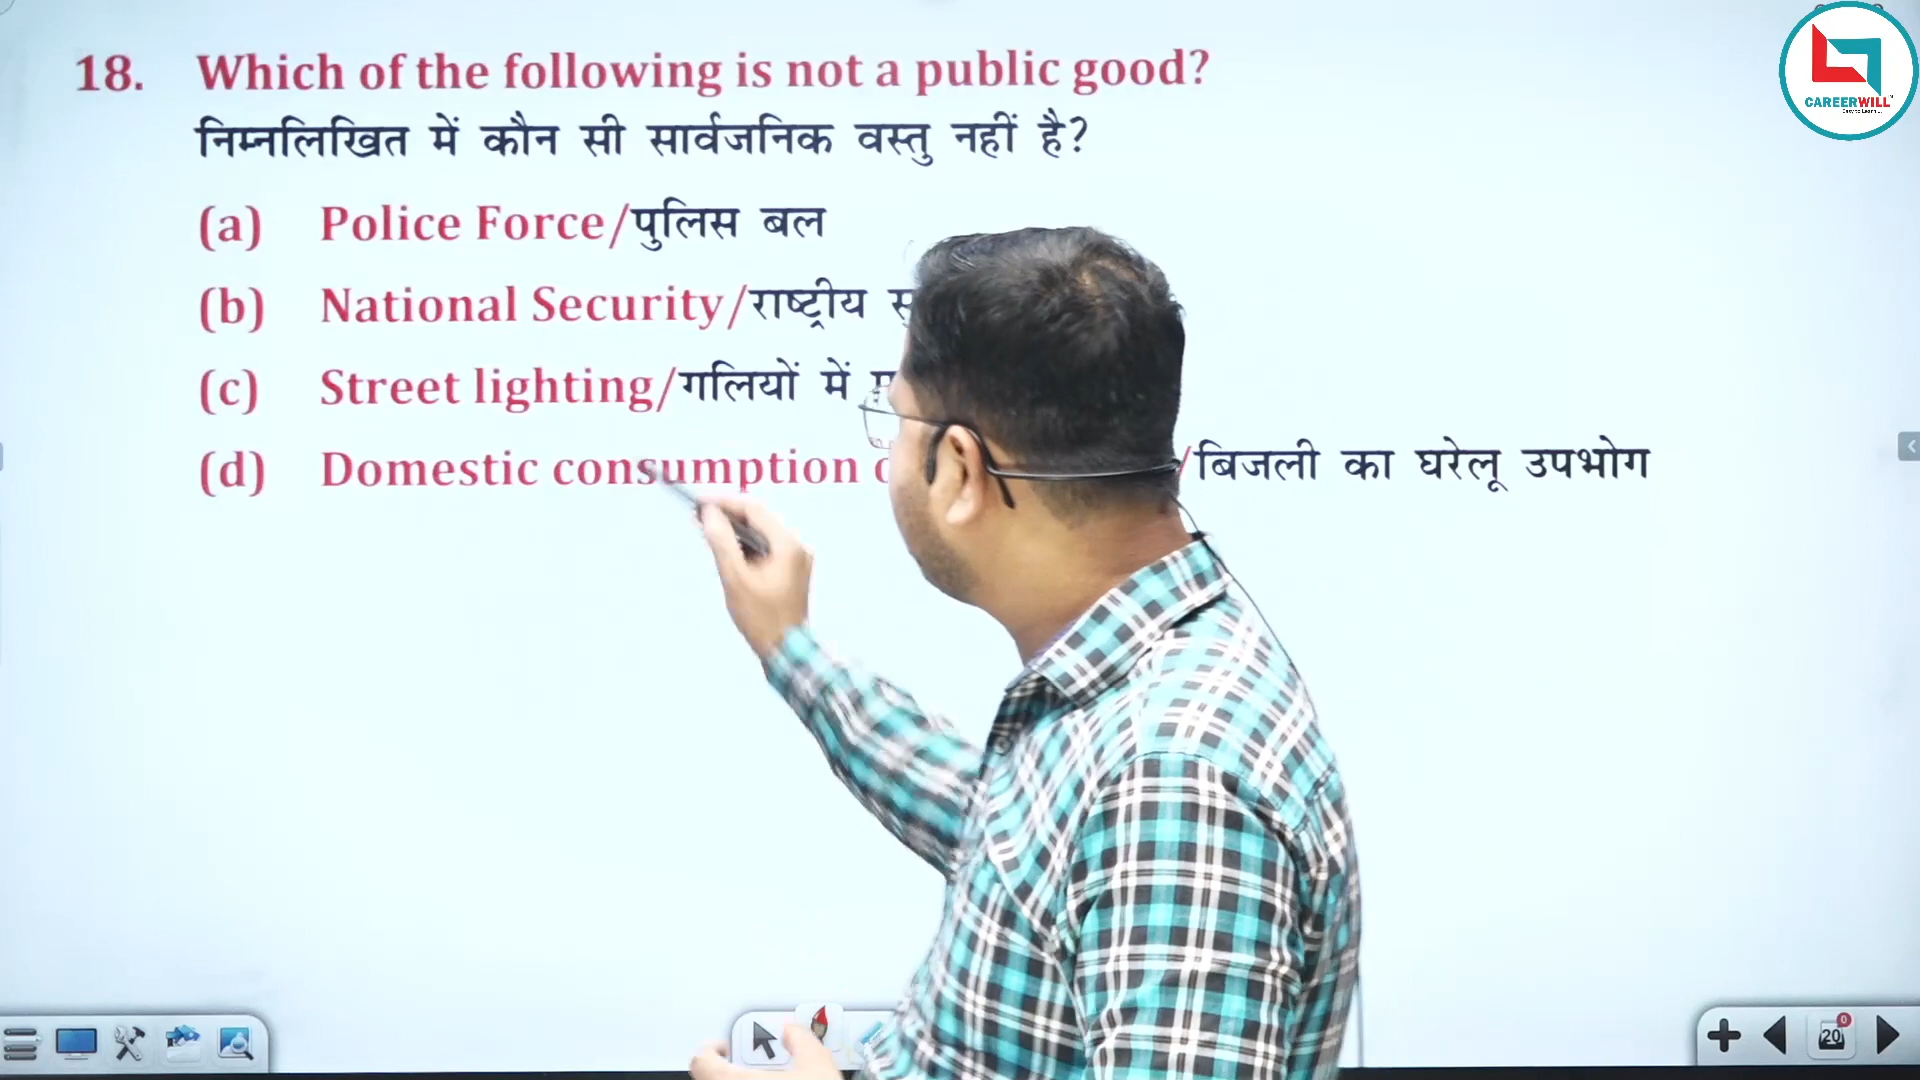 18. Which of the following is not a public good?
निम्नलिखित में कौन सी सार्वजनिक वस्तु नहीं है?
(a) Police Force/पुलिस बल
(b) National Security/राष्ट्रीय
(c) Street lighting/गलियों में
(d) Domestic consumption /बिजली का घरेलू उपभोग
CAREERWILL
20
0